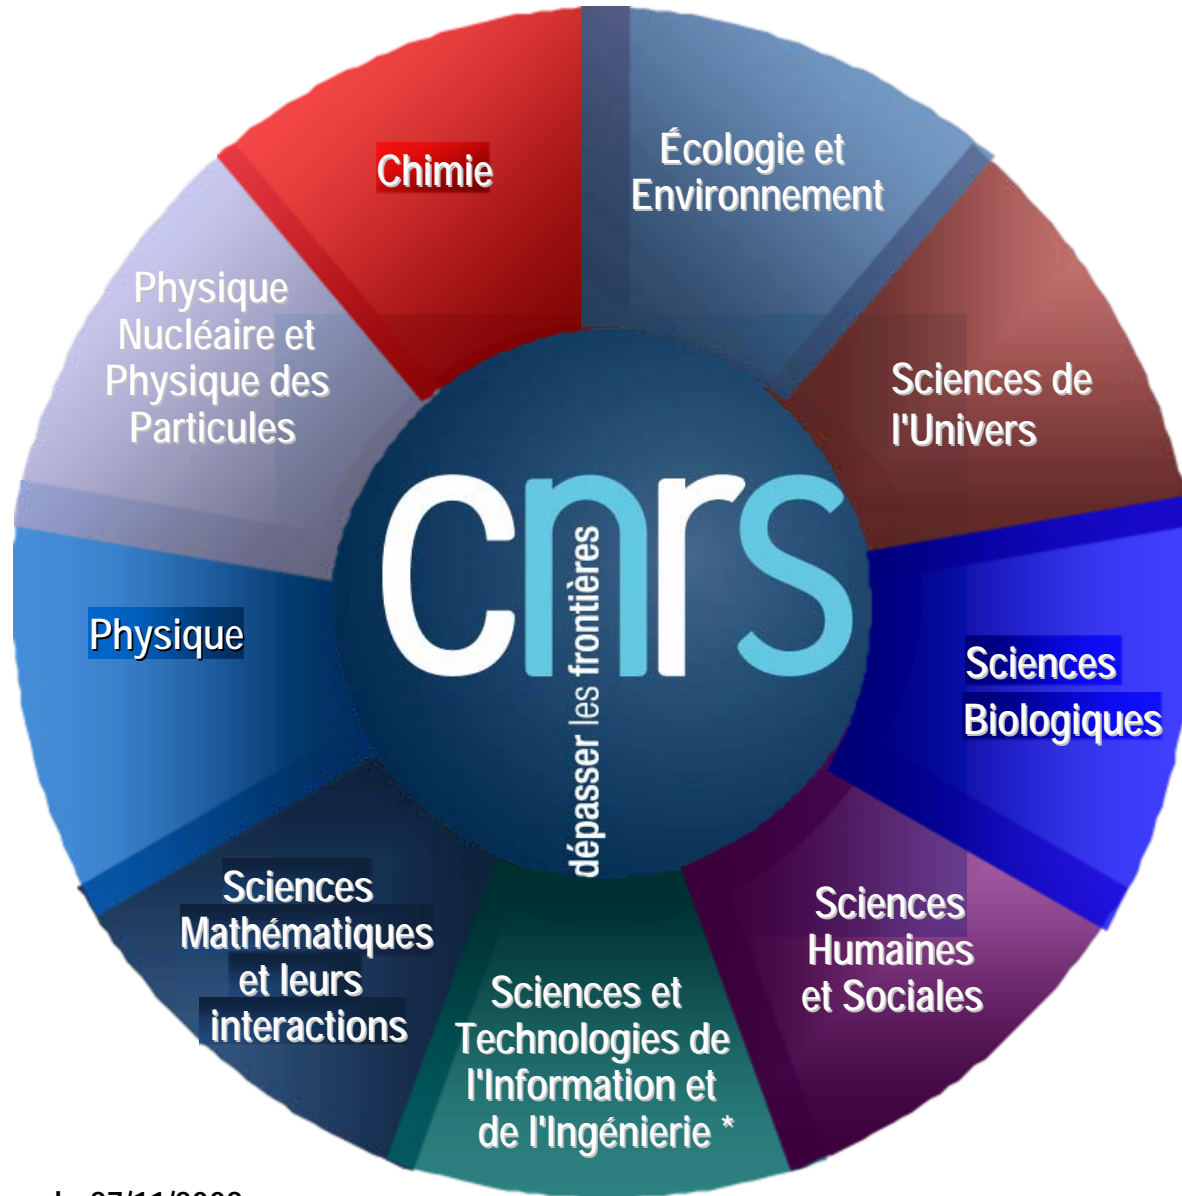 Chimie
Écologie et
Environnement
Sciences de
l'Univers
Sciences
Biologiques
Sciences
Humaines
et Sociales
Sciences et
Technologies de
l'Information et
de l'Ingénierie *
Sciences
Mathématiques
et leurs
interactions
Physique
Physique
Nucléaire et
Physique des
Particules
cnrs
dépasser les frontières